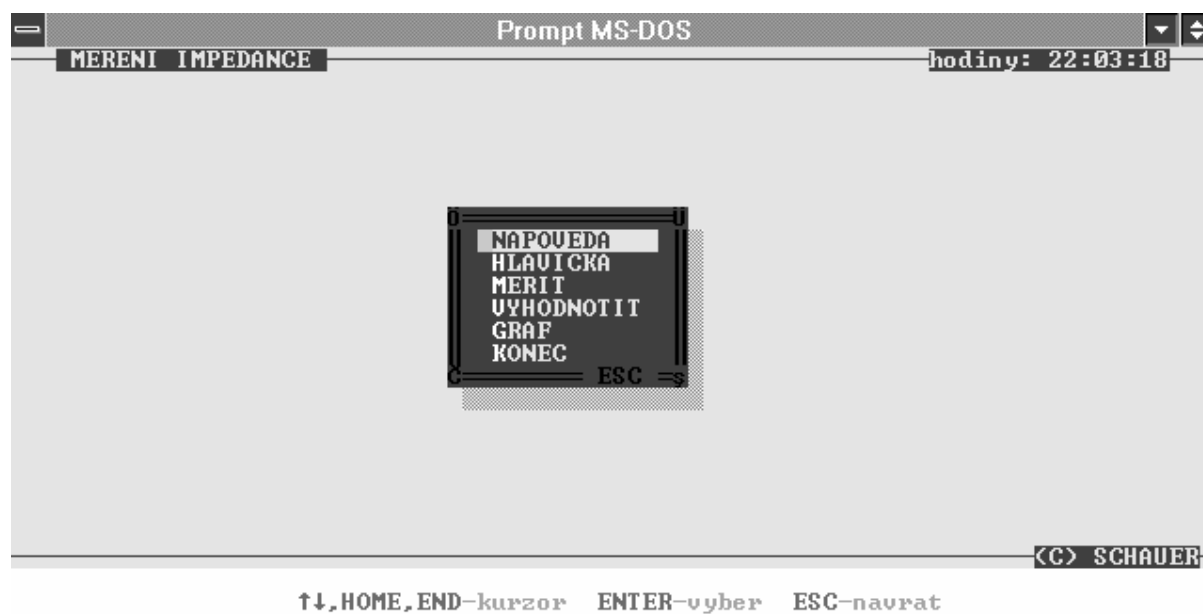 Prompt MS-DOS
MERENI IMPEDANCE hodiny: 22:03:18
NAPOVEDA
HLAVICKA
MERIT
VYHODNOTIT
GRAF
KONEC
ESC
(C) SCHAUER
↑↓,HOME,END-kurzor ENTER-vyber ESC-navrat